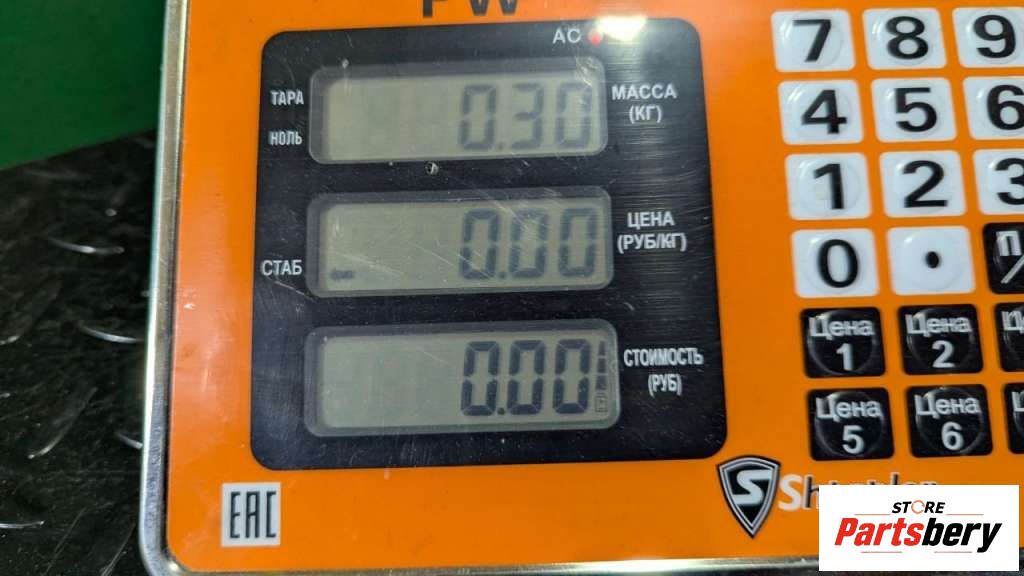 PW
AC
ТАРА
НОЛЬ
0.30
МАССА
(КГ)
СТАБ
0.00
ЦЕНА
(РУБ/КГ)
0.00
СТОИМОСТЬ
(РУБ)
7 8 9
4 5 6
1 2 3
0 .
Цена
1
Цена
2
Цена
5
Цена
6
EAC
S
STORE
Partsbery